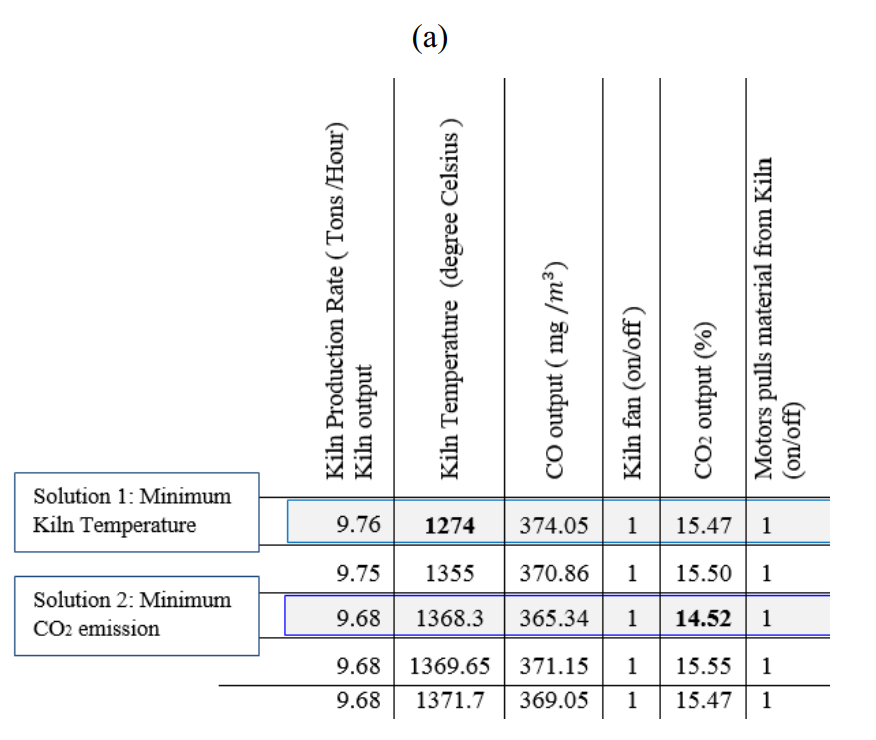 (a)
Kiln Production Rate ( Tons /Hour)
Kiln output
Kiln Temperature (degree Celsius )
CO output ( mg /m³)
Kiln fan (on/off )
CO₂ output (%)
Motors pulls material from Kiln
(on/off)
Solution 1: Minimum
Kiln Temperature
9.76 1274 374.05 1 15.47 1
9.75 1355 370.86 1 15.50 1
Solution 2: Minimum
CO₂ emission
9.68 1368.3 365.34 1 14.52 1
9.68 1369.65 371.15 1 15.55 1
9.68 1371.7 369.05 1 15.47 1